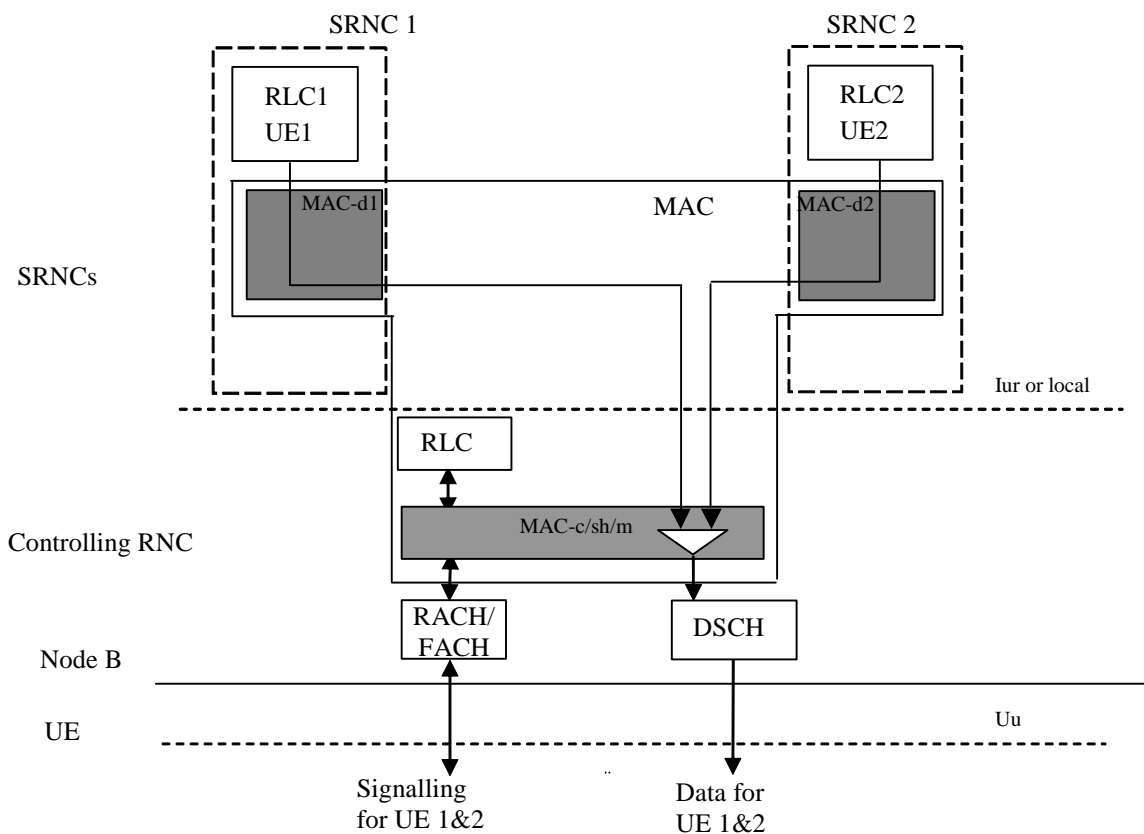 SRNC 1
SRNC 2
RLC1
UE1
RLC2
UE2
MAC-d1
MAC
MAC-d2
SRNCs
Iur or local
RLC
MAC-c/sh/m
Controlling RNC
RACH/
FACH
DSCH
Node B
UE
Uu
Signalling
for UE 1&2
..
Data for
UE 1&2